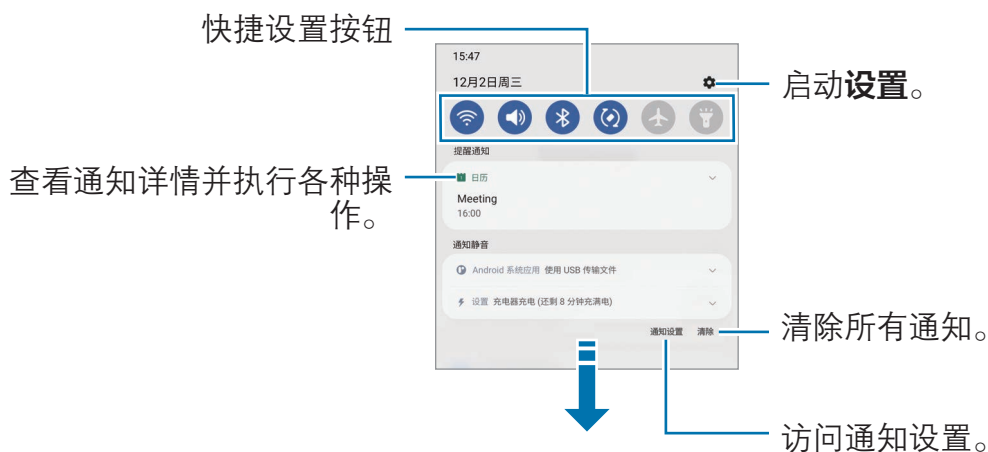 快捷设置按钮
15:47
12月2日周三
启动设置。
提醒通知
查看通知详情并执行各种操
作。
日历
Meeting
16:00
通知静音
Android 系统应用 使用 USB 传输文件
设置 充电器充电 (还剩 8 分钟充满电)
通知设置 清除
清除所有通知。
访问通知设置。